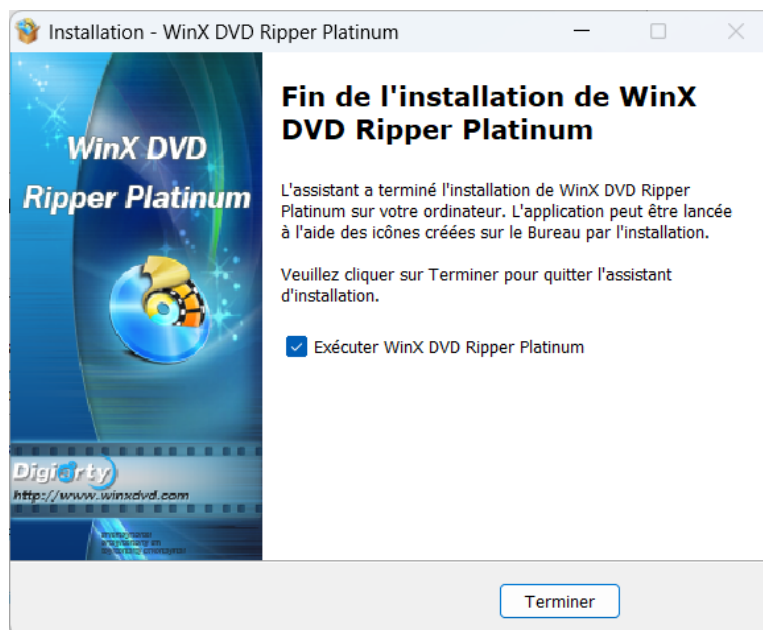 Installation - WinX DVD Ripper Platinum
WinX DVD
Ripper Platinum
Digiarty
http://www.winxdvd.com
Fin de l'installation de WinX
DVD Ripper Platinum
L'assistant a terminé l'installation de WinX DVD Ripper
Platinum sur votre ordinateur. L'application peut être lancée
à l'aide des icônes créées sur le Bureau par l'installation.
Veuillez cliquer sur Terminer pour quitter l'assistant
d'installation.
Exécuter WinX DVD Ripper Platinum
Terminer